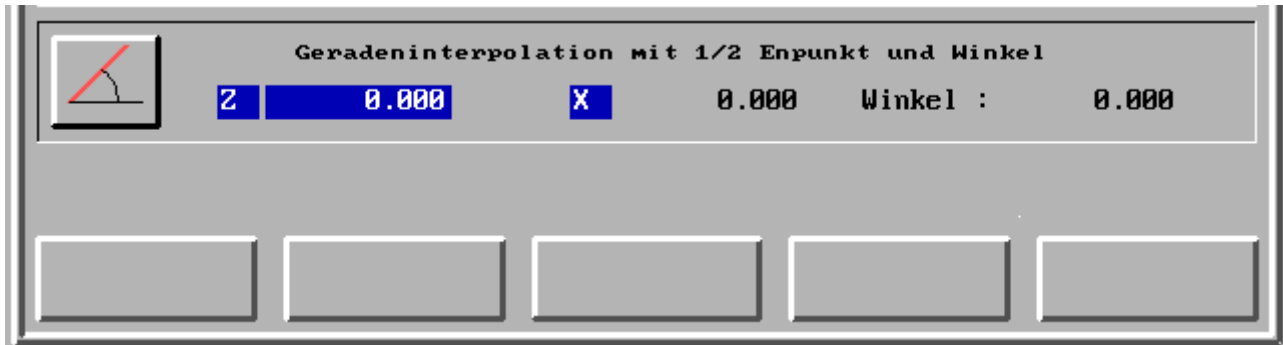 Geradeninterpolation mit 1/2 Enpunkt und Winkel
Z 0.000 X 0.000 Winkel : 0.000